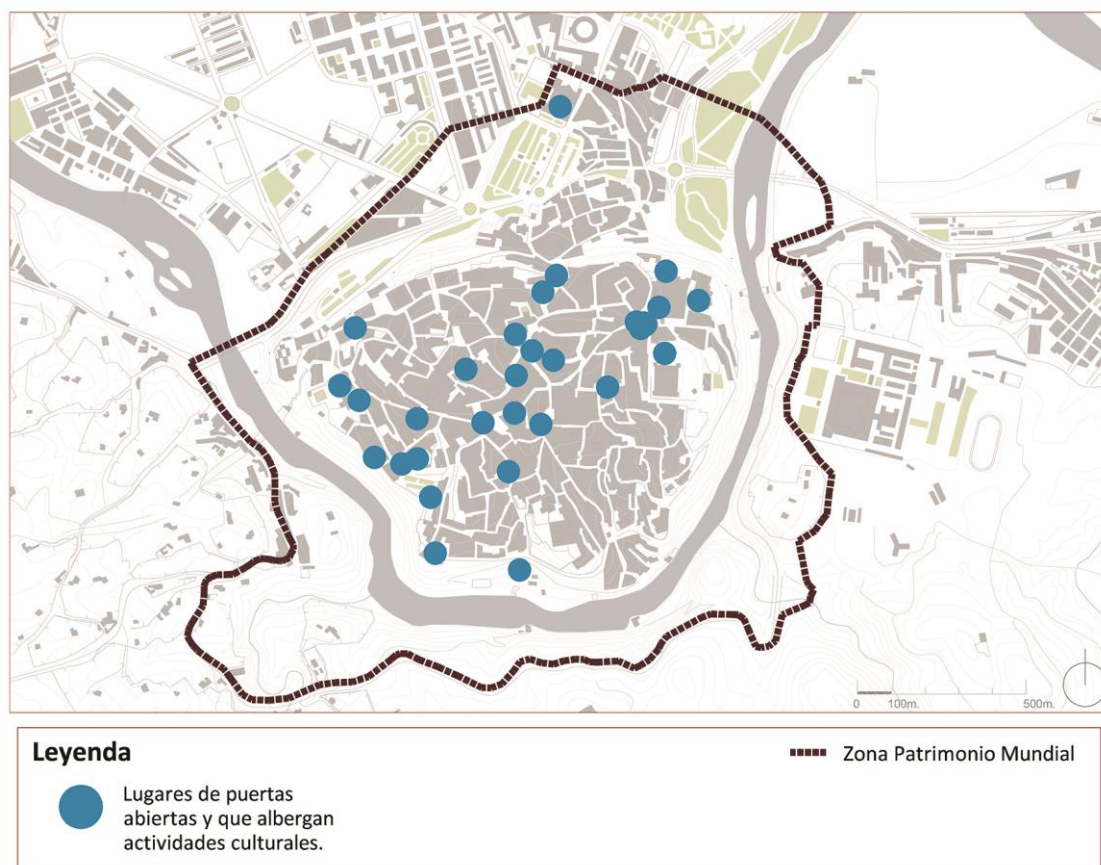 0 100m. 500m.
Leyenda
Lugares de puertas
abiertas y que albergan
actividades culturales.
Zona Patrimonio Mundial